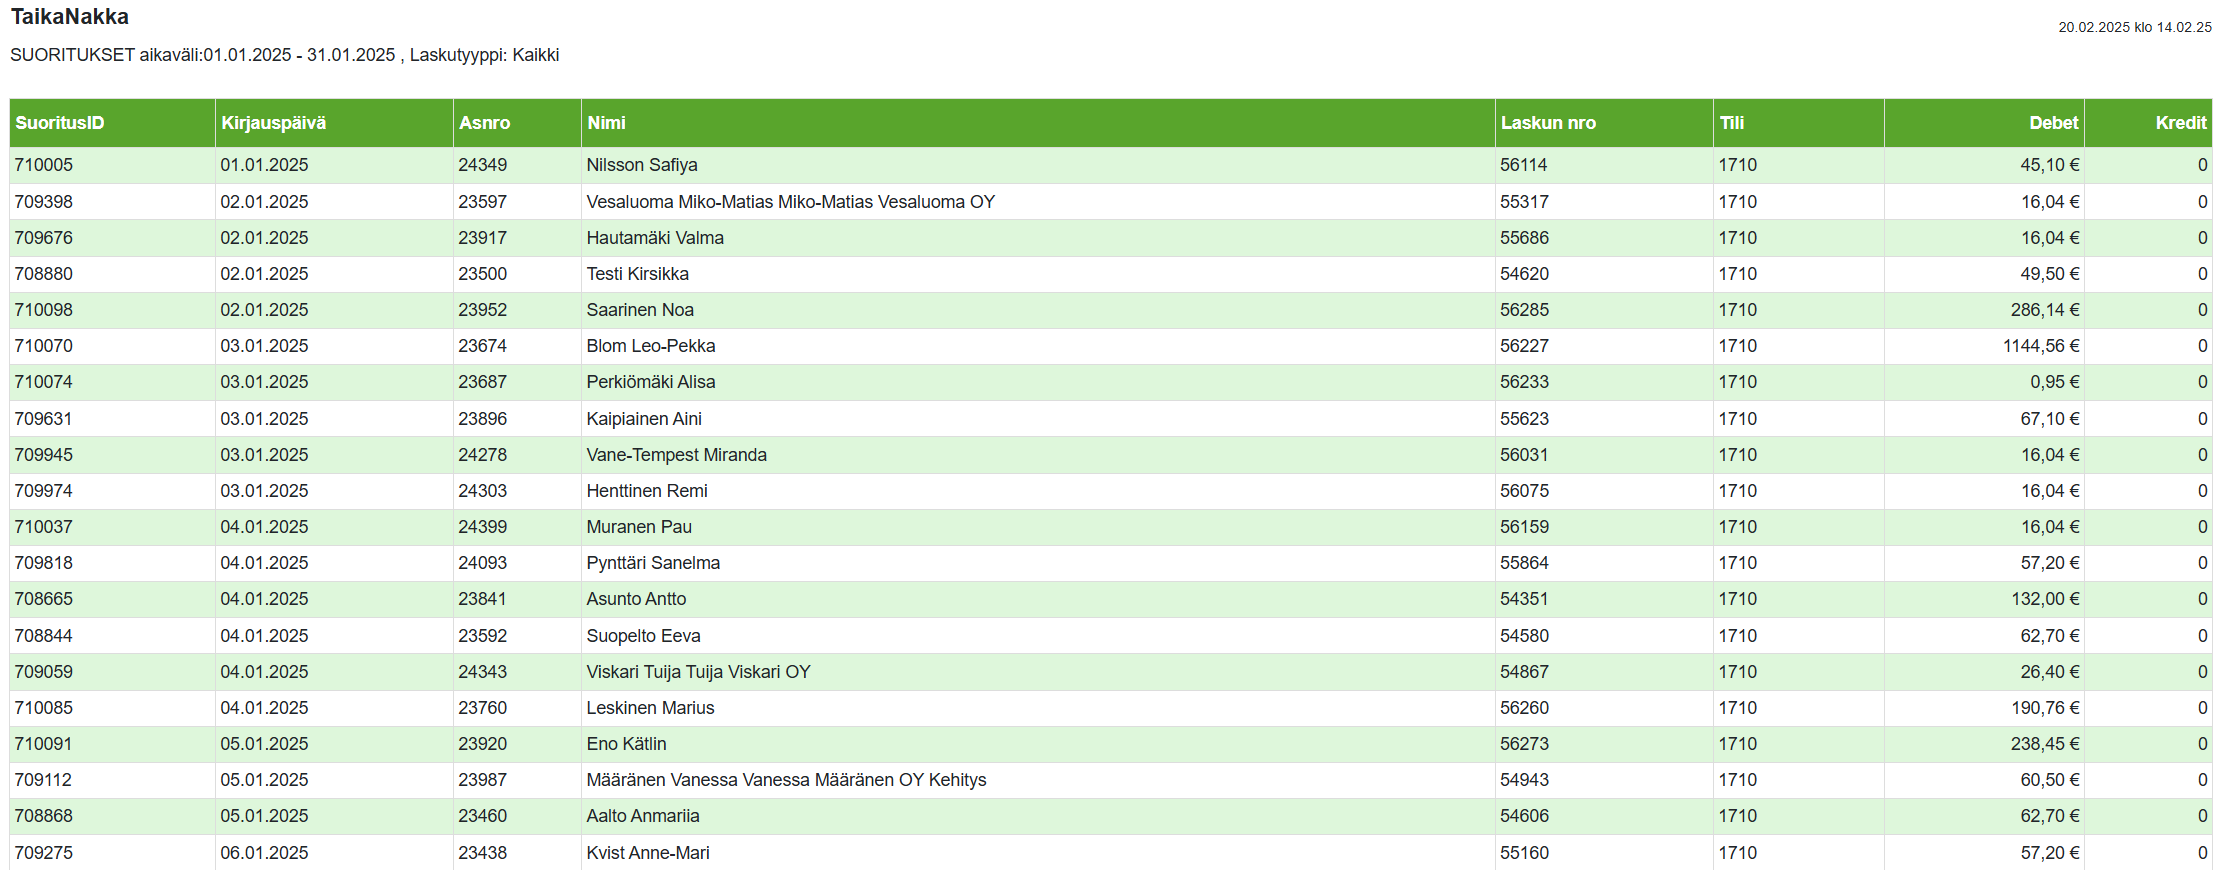 TaikaNakka
20.02.2025 klo 14.02.25
SUORITUKSET aikaväli:01.01.2025 - 31.01.2025 , Laskutyyppi: Kaikki
SuoritusID Kirjauspäivä Asnro Nimi Laskun nro Tili Debet Kredit
710005 01.01.2025 24349 Nilsson Safiya 56114 1710 45,10 € 0
709398 02.01.2025 23597 Vesaluoma Miko-Matias Miko-Matias Vesaluoma OY 55317 1710 16,04 € 0
709676 02.01.2025 23917 Hautamäki Valma 55686 1710 16,04 € 0
708880 02.01.2025 23500 Testi Kirsikka 54620 1710 49,50 € 0
710098 02.01.2025 23952 Saarinen Noa 56285 1710 286,14 € 0
710070 03.01.2025 23674 Blom Leo-Pekka 56227 1710 1144,56 € 0
710074 03.01.2025 23687 Perkiömäki Alisa 56233 1710 0,95 € 0
709631 03.01.2025 23896 Kaipiainen Aini 55623 1710 67,10 € 0
709945 03.01.2025 24278 Vane-Tempest Miranda 56031 1710 16,04 € 0
709974 03.01.2025 24303 Henttinen Remi 56075 1710 16,04 € 0
710037 04.01.2025 24399 Muranen Pau 56159 1710 16,04 € 0
709818 04.01.2025 24093 Pynttäri Sanelma 55864 1710 57,20 € 0
708665 04.01.2025 23841 Asunto Antto 54351 1710 132,00 € 0
708844 04.01.2025 23592 Suopelto Eeva 54580 1710 62,70 € 0
709059 04.01.2025 24343 Viskari Tuija Tuija Viskari OY 54867 1710 26,40 € 0
710085 04.01.2025 23760 Leskinen Marius 56260 1710 190,76 € 0
710091 05.01.2025 23920 Eno Kätlin 56273 1710 238,45 € 0
709112 05.01.2025 23987 Määränen Vanessa Vanessa Määränen OY Kehitys 54943 1710 60,50 € 0
708868 05.01.2025 23460 Aalto Anmariia 54606 1710 62,70 € 0
709275 06.01.2025 23438 Kvist Anne-Mari 55160 1710 57,20 € 0